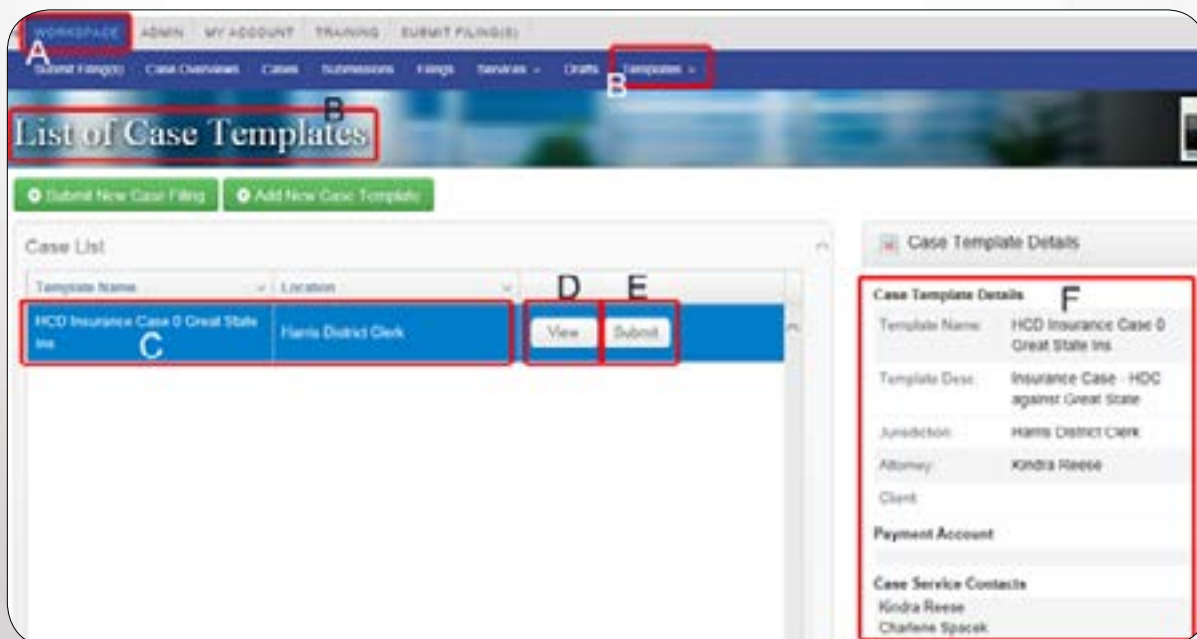 WORKSPACE ADMIN MY ACCOUNT TRAINING SUBMIT FILING(S)
A
Submit Filing(s) Case Overviews Cases Submissions Filings Services Drafts Templates
B
B
List of Case Templates
Submit New Case Filing Add New Case Template
Case List
Template Name Location
D E
HCD Insurance Case 0 Great State Ins
Harris District Clerk
View Submit
C
Case Template Details
Case Template Details
F
Template Name: HCD Insurance Case 0
Great State Ins
Template Desc: Insurance Case - HDC
against Great State
Jurisdiction: Harris District Clerk
Attorney: Kindra Reese
Client:
Payment Account
Case Service Contacts
Kindra Reese
Charlene Spacek